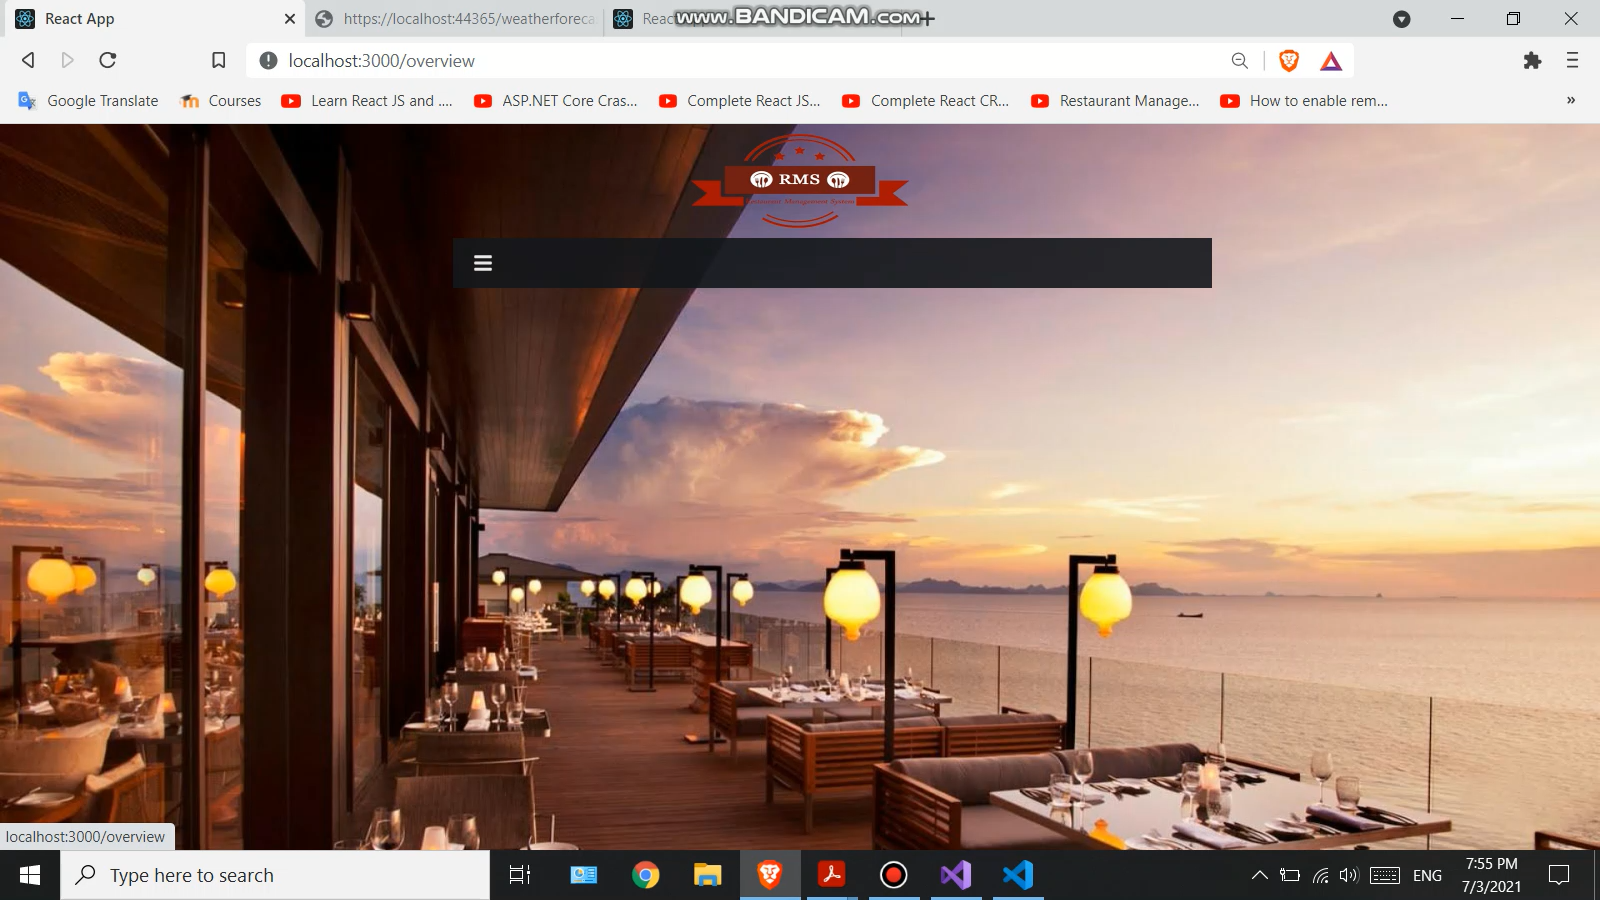 React App
https://localhost:44365/weatherforeca
React
WWW.BANDICAM.COM
localhost:3000/overview
Google Translate
Courses
Learn React JS and ....
ASP.NET Core Cras...
Complete React JS...
Complete React CR...
Restaurant Manage...
How to enable rem...
»
RMS
Restaurant Management System
localhost:3000/overview
Type here to search
ENG
7:55 PM
7/3/2021